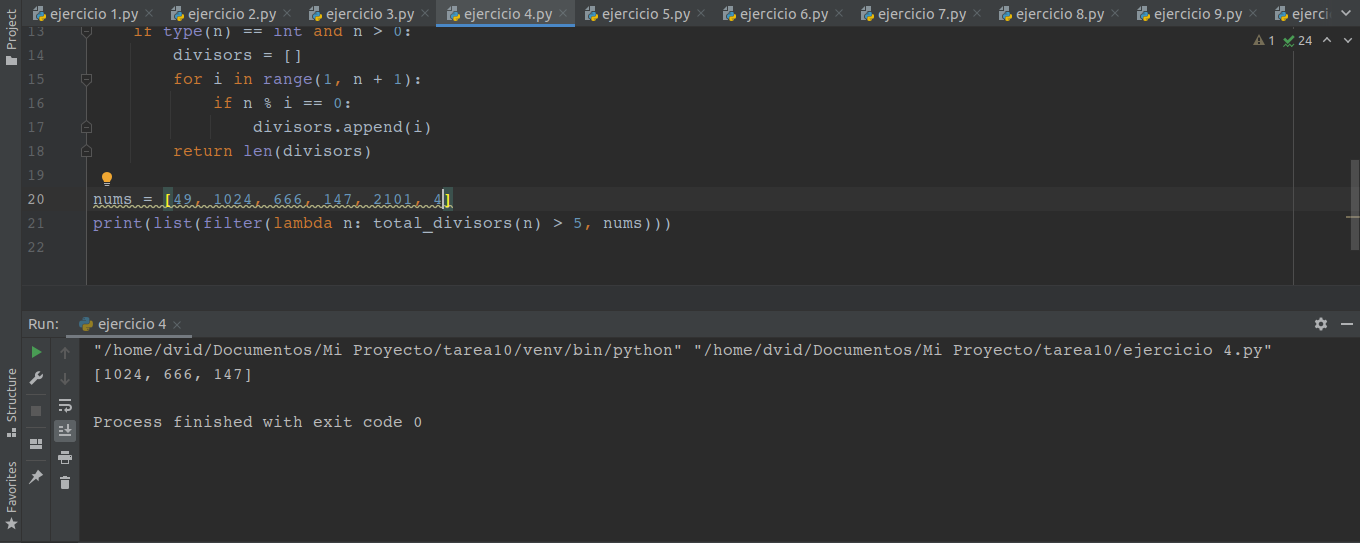 Project
ejercicio 1.py ejercicio 2.py ejercicio 3.py ejercicio 4.py ejercicio 5.py ejercicio 6.py ejercicio 7.py ejercicio 8.py ejercicio 9.py ejerci
13 if type(n) == int and n > 0:
1 24
14 divisors = []
15 for i in range(1, n + 1):
16 if n % i == 0:
17 divisors.append(i)
18 return len(divisors)
19
20 nums = [49, 1024, 666, 147, 2101, 4]
21 print(list(filter(lambda n: total_divisors(n) > 5, nums)))
22
Run: ejercicio 4
"/home/dvid/Documentos/Mi Proyecto/tarea10/venv/bin/python" "/home/dvid/Documentos/Mi Proyecto/tarea10/ejercicio 4.py"
[1024, 666, 147]
Process finished with exit code 0
Structure
Favorites